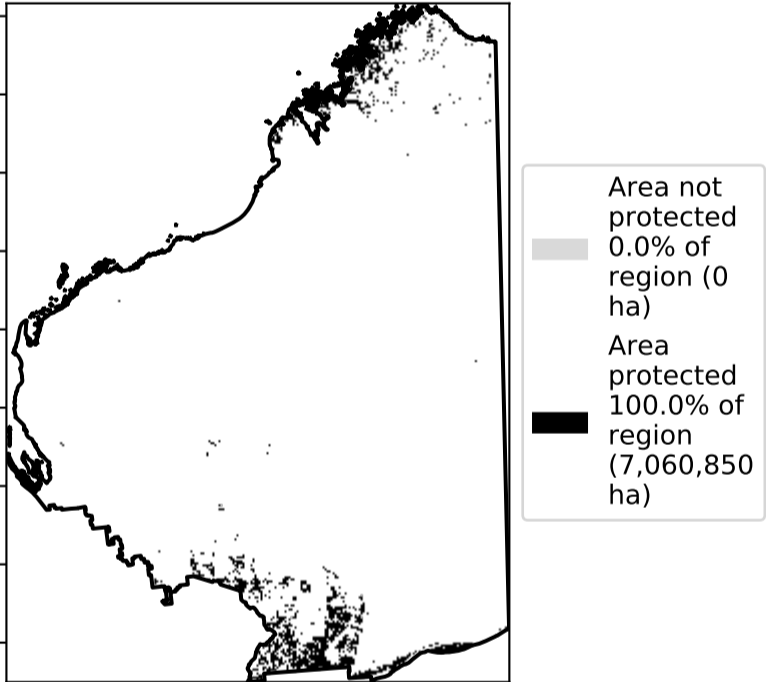 Area not
protected
0.0% of
region (0
ha)
Area
protected
100.0% of
region
(7,060,850
ha)